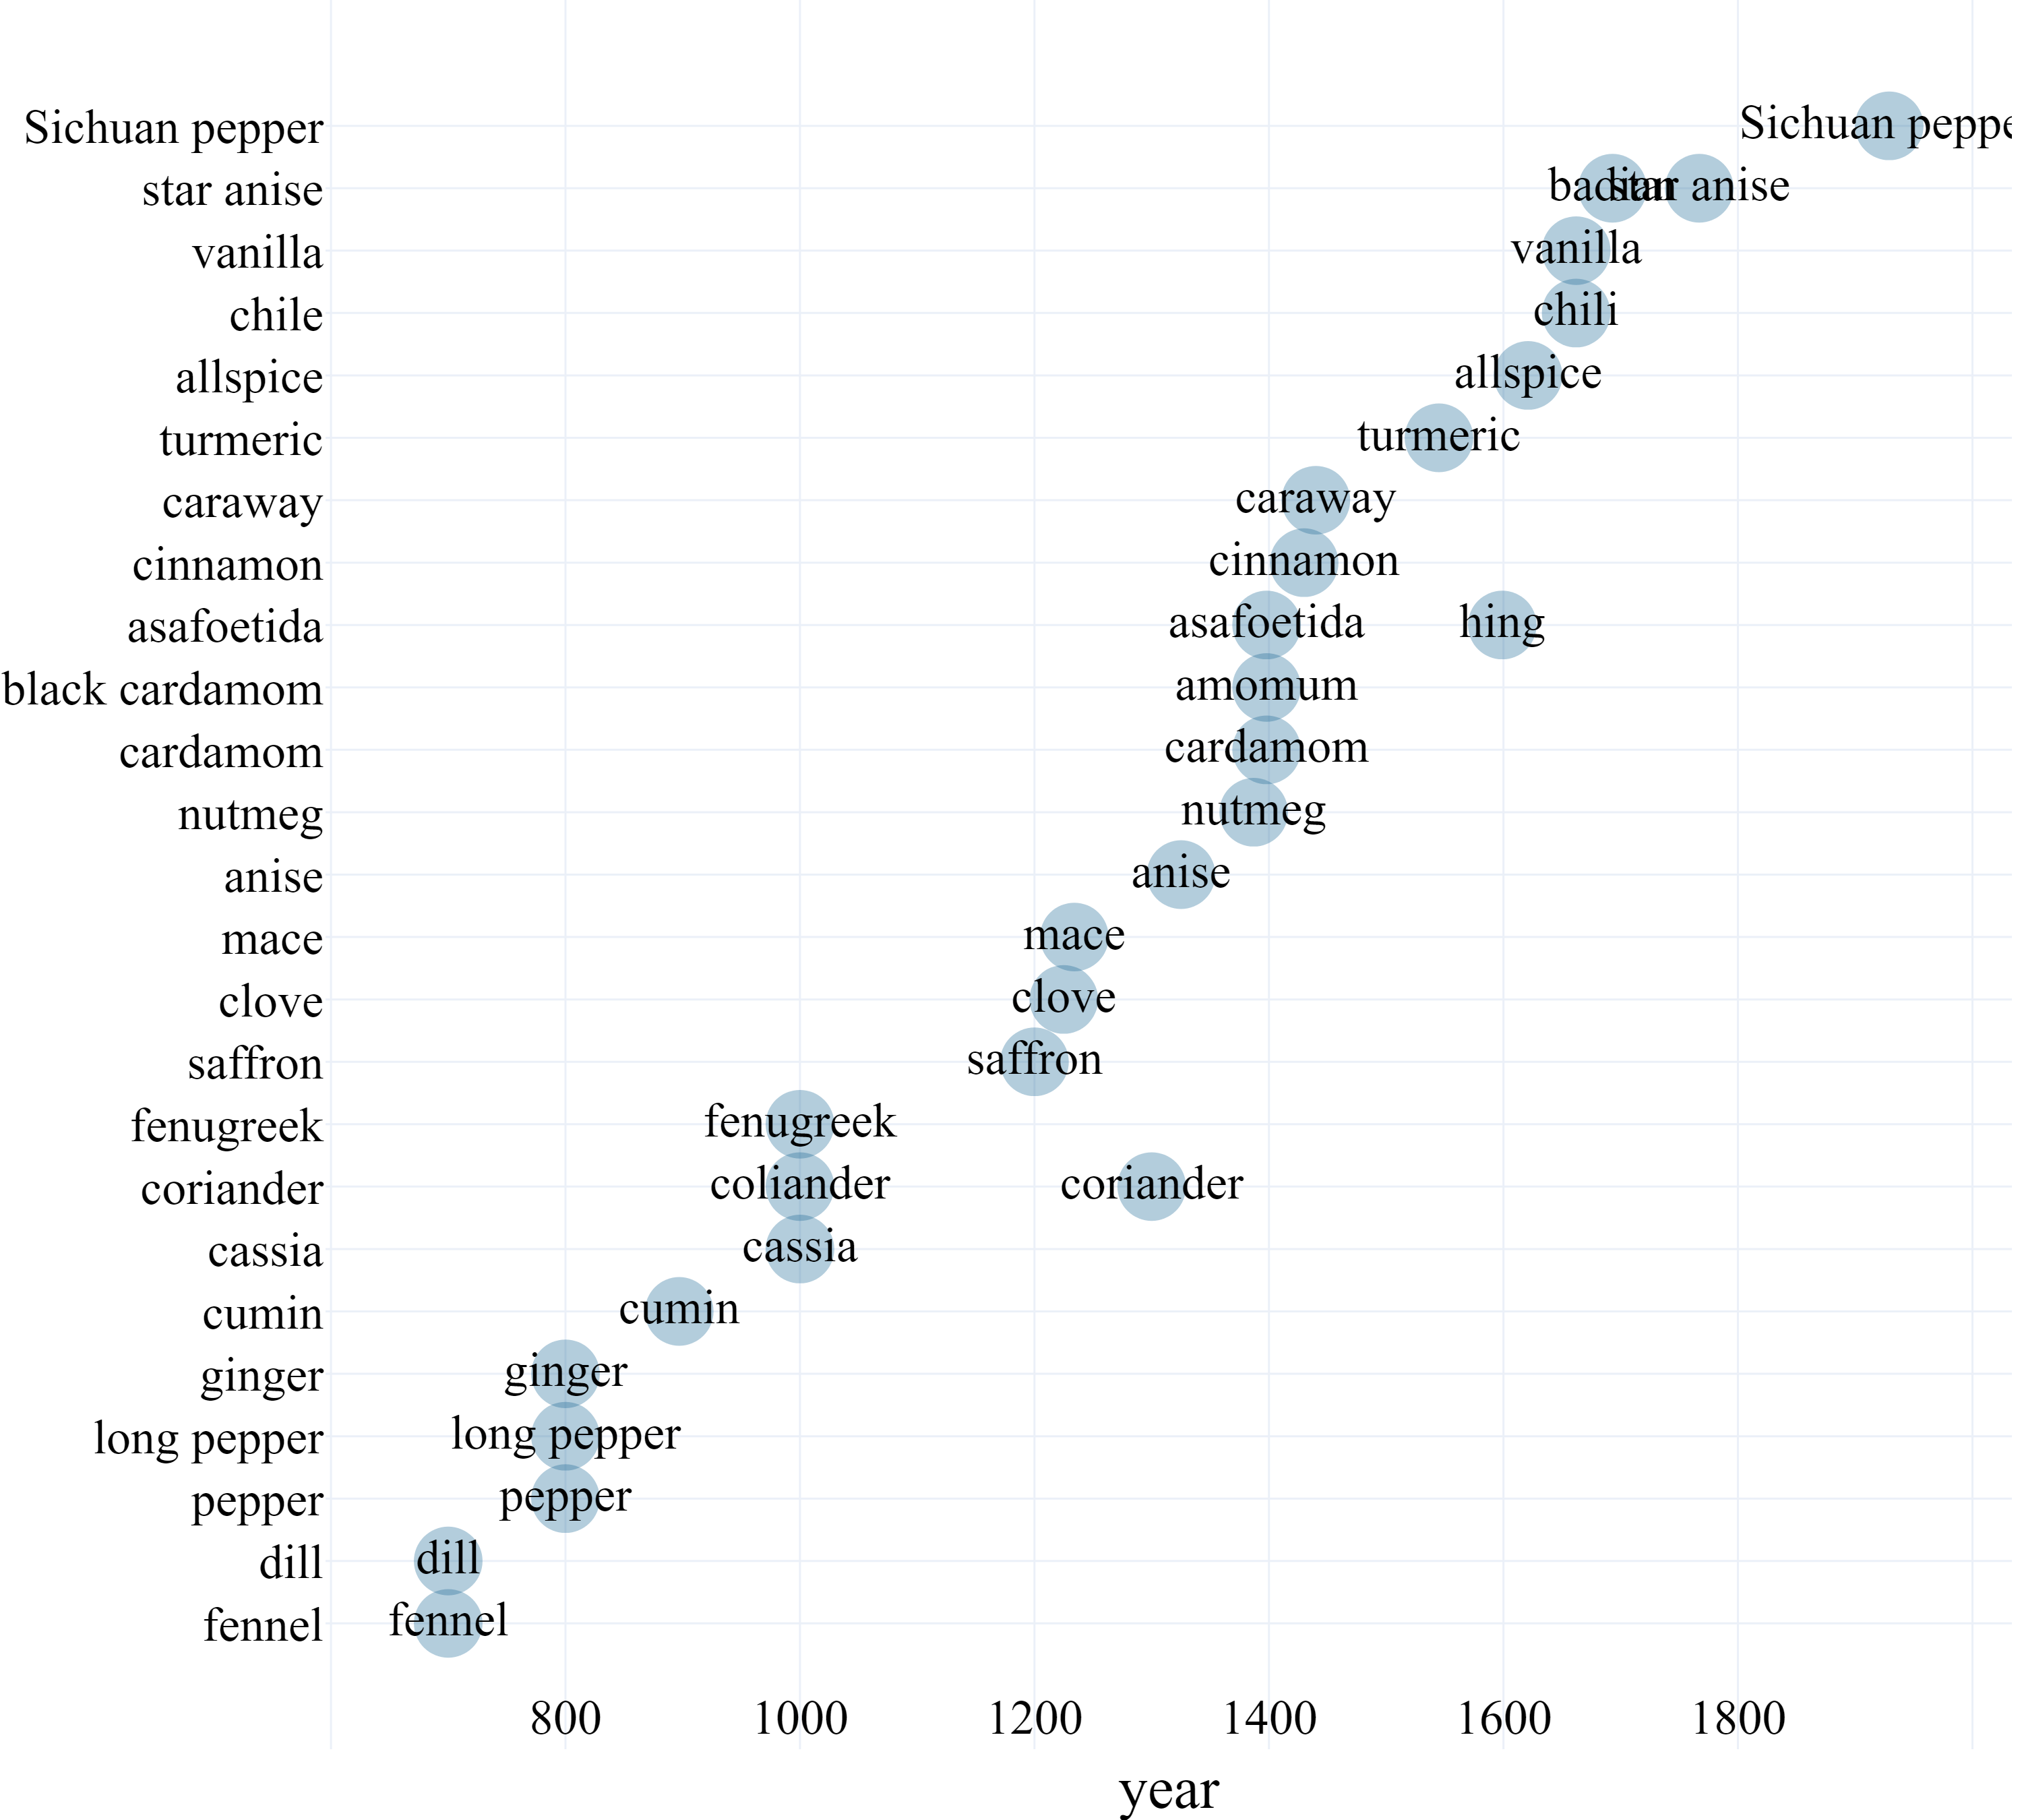 Sichuan pepper Sichuan peppe
star anise badian star anise
vanilla vanilla
chile chili
allspice allspice
turmeric turmeric
caraway caraway
cinnamon cinnamon
asafoetida asafoetida hing
black cardamom amomum
cardamom cardamom
nutmeg nutmeg
anise anise
mace mace
clove clove
saffron saffron
fenugreek fenugreek
coriander coliander coriander
cassia cassia
cumin cumin
ginger ginger
long pepper long pepper
pepper pepper
dill dill
fennel fennel
800 1000 1200 1400 1600 1800
year